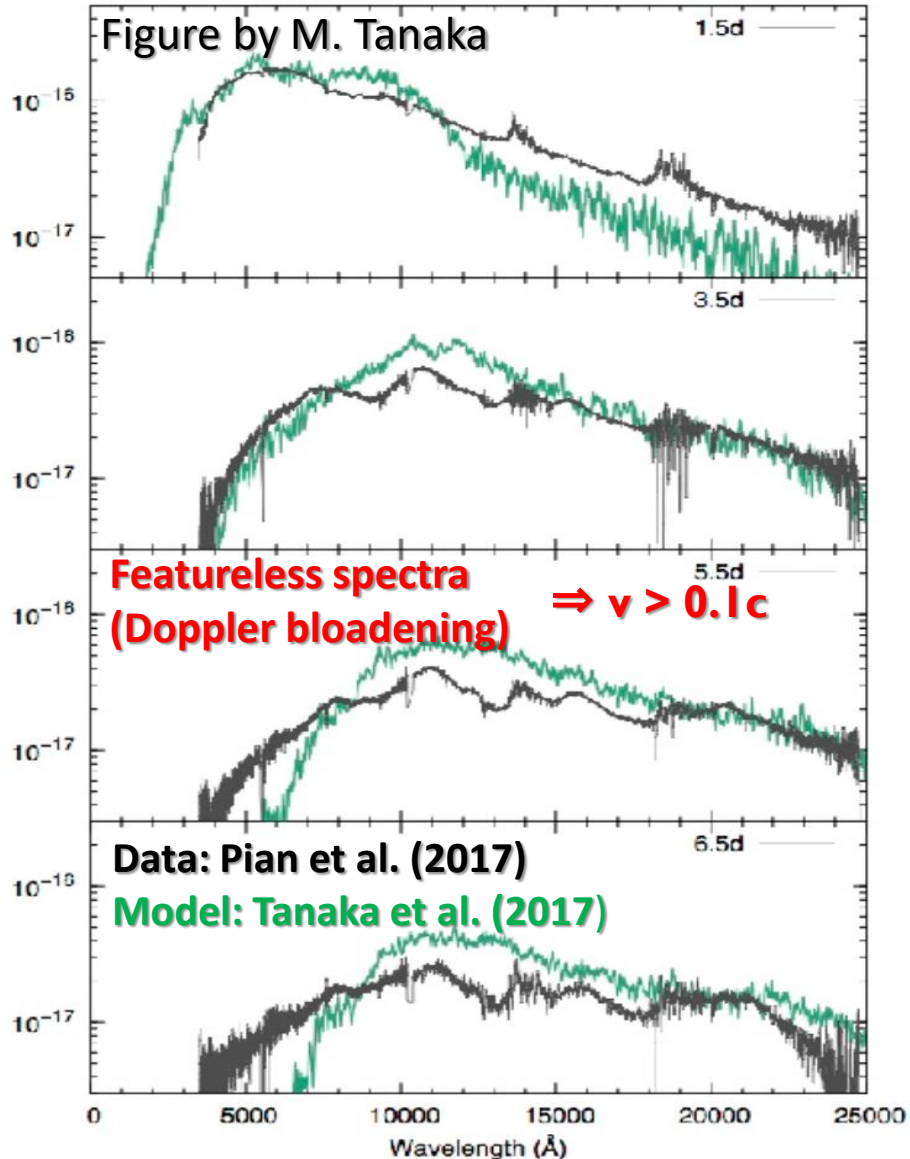 Figure by M. Tanaka
1.5d
10⁻¹⁶
10⁻¹⁷
3.5d
10⁻¹⁶
10⁻¹⁷
Featureless spectra
(Doppler bloadening)
⇒ v > 0.1c
5.5d
10⁻¹⁶
10⁻¹⁷
6.5d
Data: Pian et al. (2017)
Model: Tanaka et al. (2017)
10⁻¹⁶
10⁻¹⁷
0 5000 10000 15000 20000 25000
Wavelength (Å)